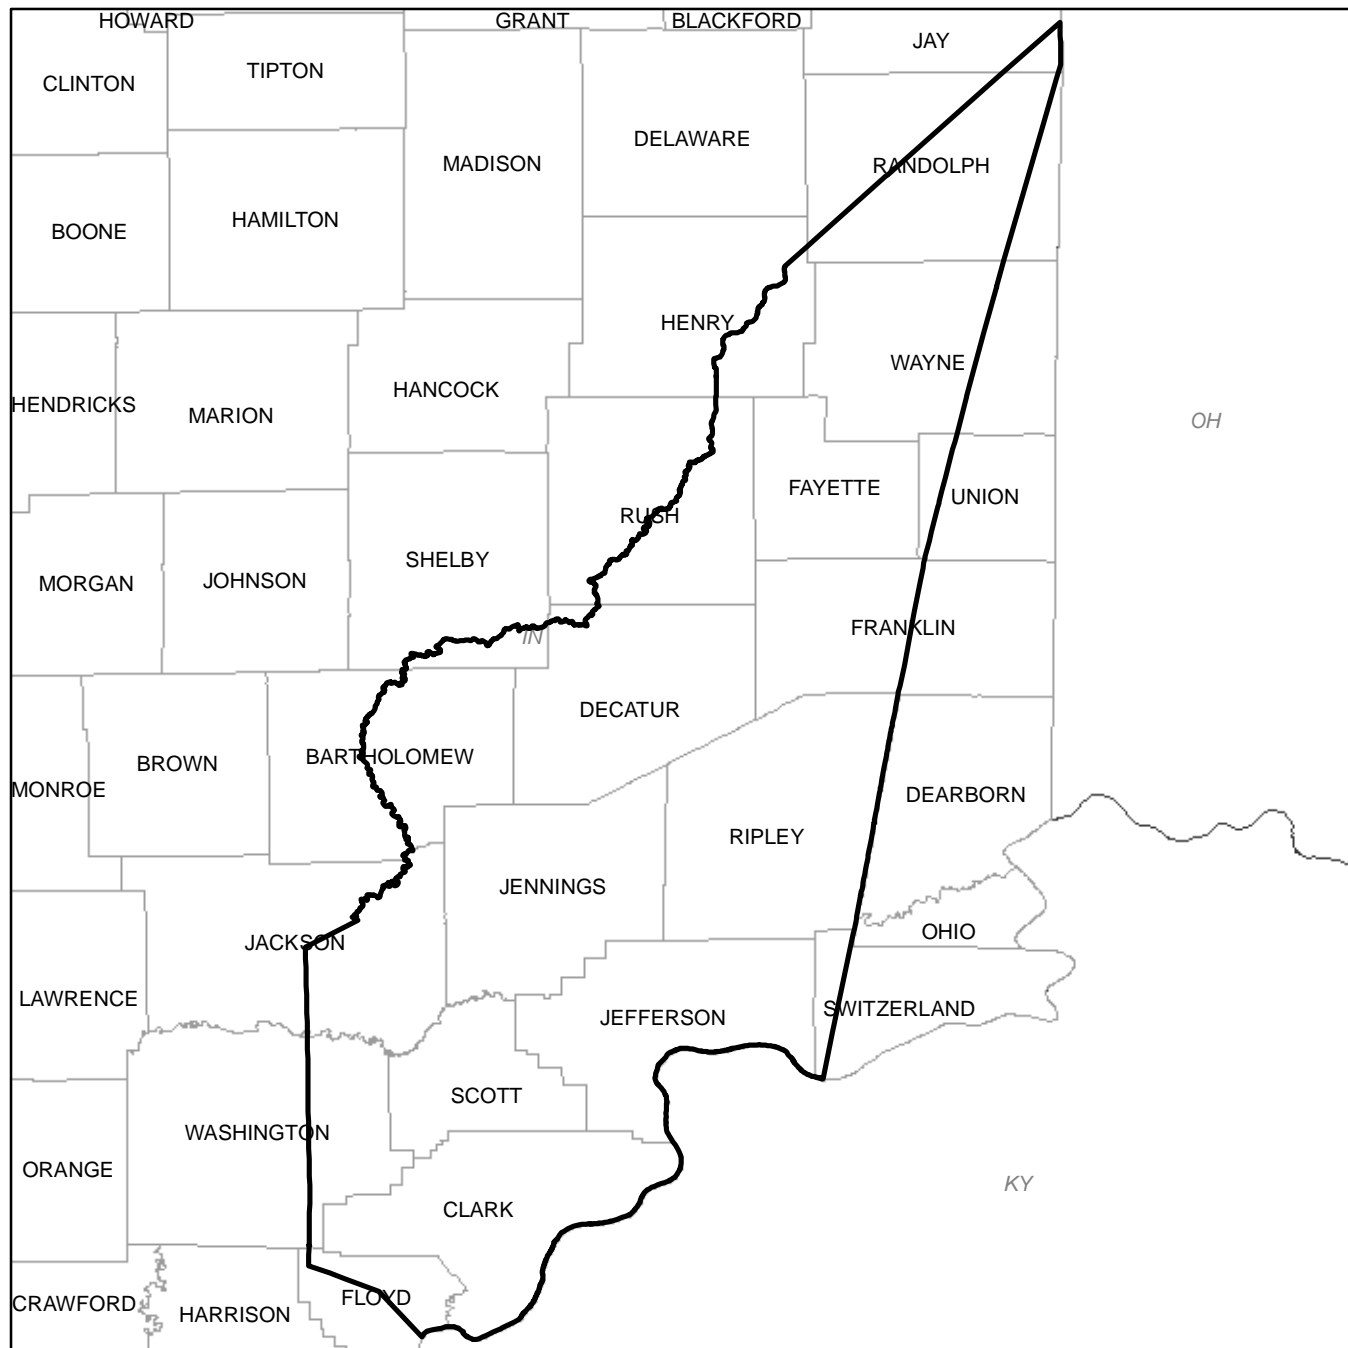 HOWARD
GRANT
BLACKFORD
JAY
TIPTON
CLINTON
DELAWARE
MADISON
RANDOLPH
HAMILTON
BOONE
HENRY
WAYNE
HANCOCK
HENDRICKS
MARION
OH
FAYETTE
UNION
RUSH
SHELBY
JOHNSON
MORGAN
FRANKLIN
IN
DECATUR
BARTHOLOMEW
BROWN
MONROE
DEARBORN
RIPLEY
JENNINGS
OHIO
JACKSON
LAWRENCE
SWITZERLAND
JEFFERSON
SCOTT
WASHINGTON
ORANGE
KY
CLARK
FLOYD
CRAWFORD
HARRISON